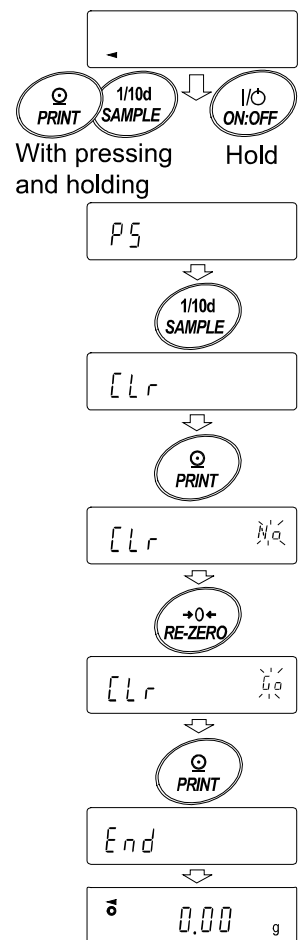 PRINT
1/10d
SAMPLE
I/⏻
ON:OFF
With pressing
and holding
Hold
PS
1/10d
SAMPLE
CLr
PRINT
CLr No
→0←
RE-ZERO
CLr Go
PRINT
End
0.00 g